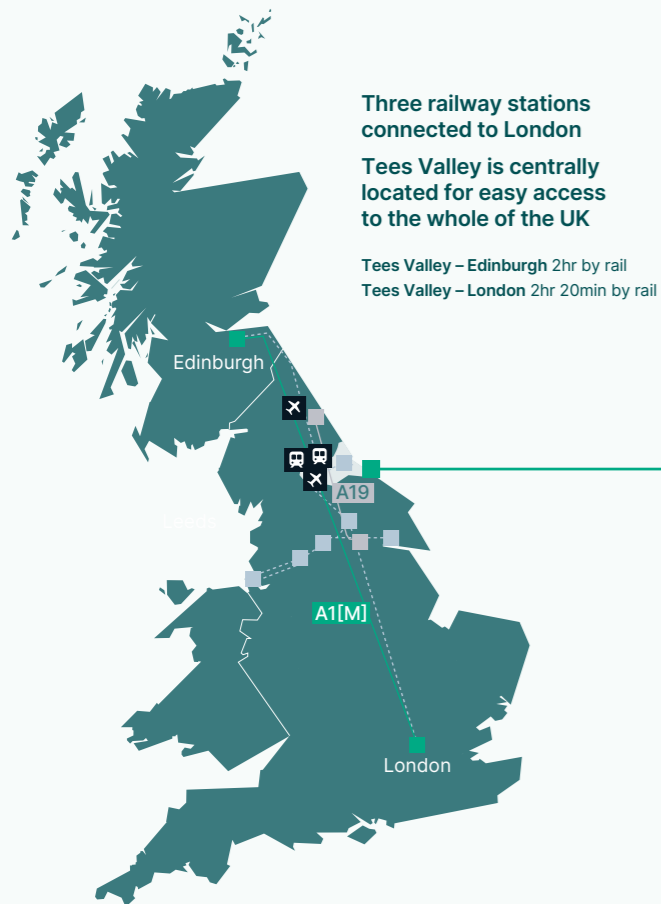 Three railway stations
connected to London
Tees Valley is centrally
located for easy access
to the whole of the UK
Tees Valley – Edinburgh 2hr by rail
Tees Valley – London 2hr 20min by rail
Edinburgh
A19
Leeds
A1[M]
London